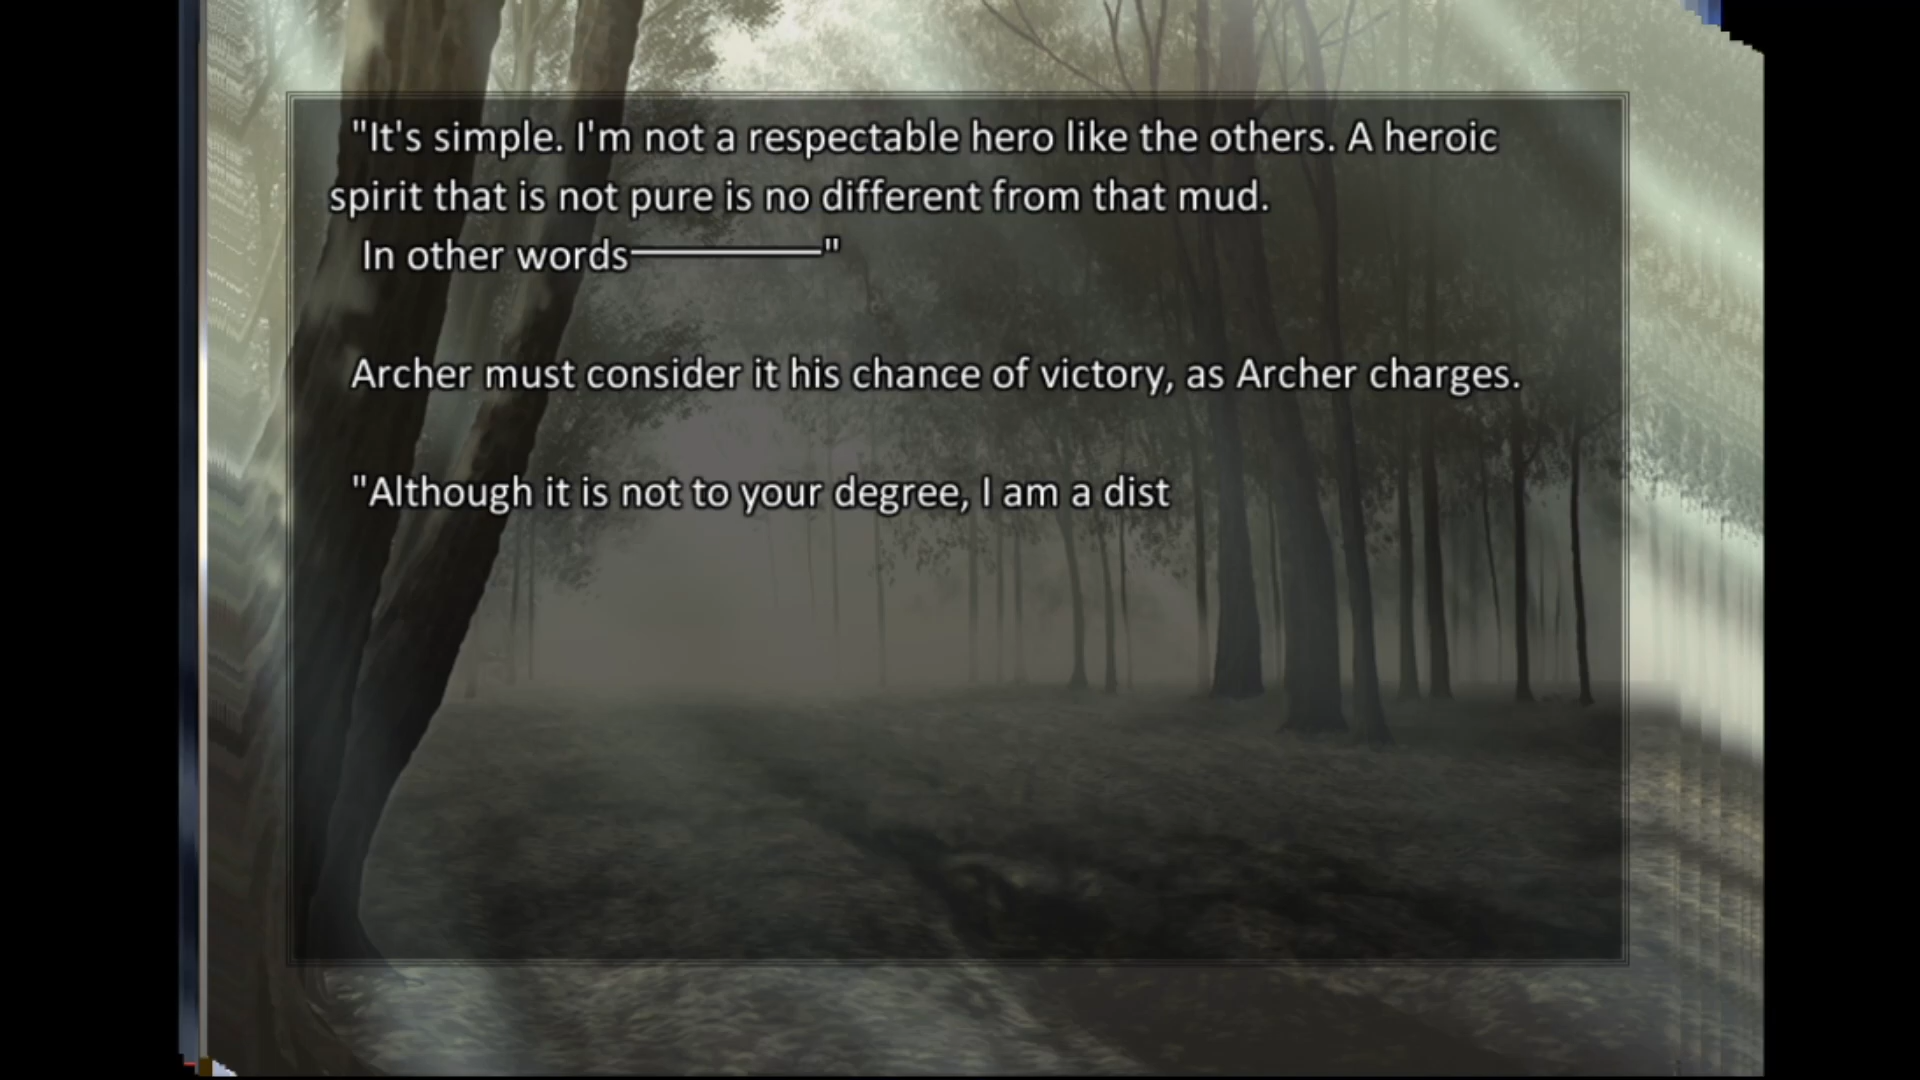 "It's simple. I'm not a respectable hero like the others. A heroic
spirit that is not pure is no different from that mud.
In other words―――――"
Archer must consider it his chance of victory, as Archer charges.
"Although it is not to your degree, I am a dist